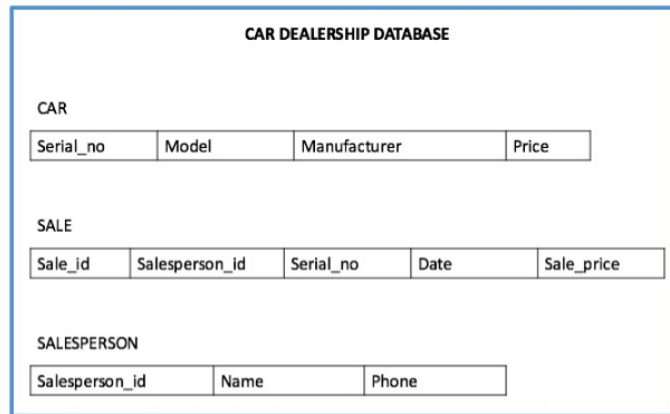 CAR DEALERSHIP DATABASE
CAR
Serial_no Model Manufacturer Price
SALE
Sale_id Salesperson_id Serial_no Date Sale_price
SALESPERSON
Salesperson_id Name Phone